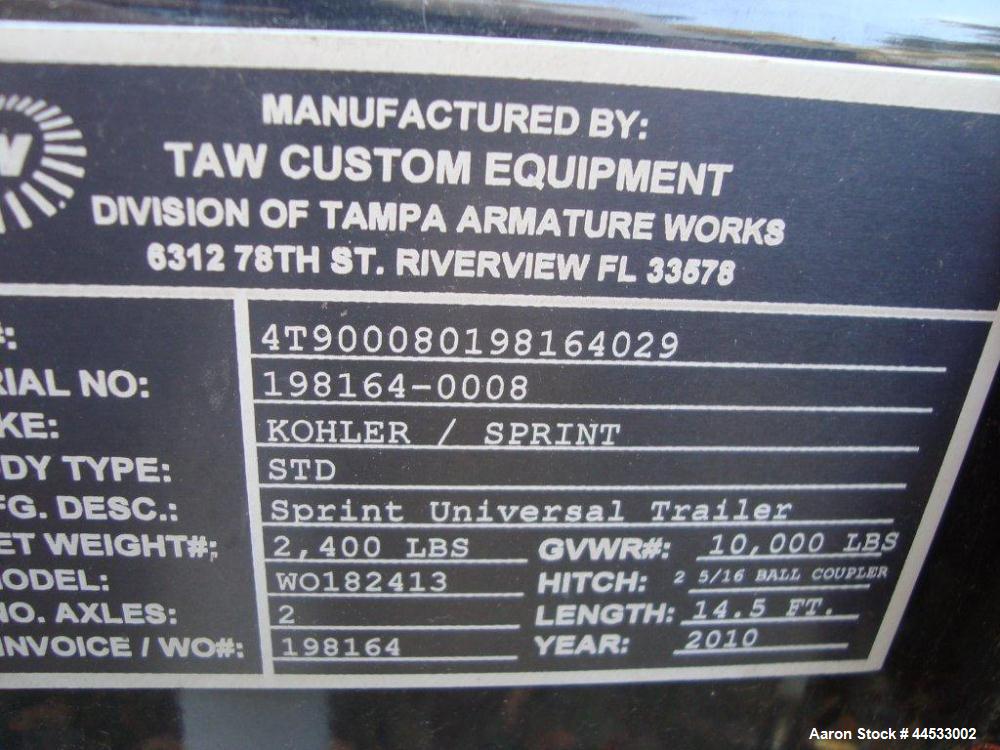 W
MANUFACTURED BY:
TAW CUSTOM EQUIPMENT
DIVISION OF TAMPA ARMATURE WORKS
6312 78TH ST. RIVERVIEW FL 33578
#: 4T900080198164029
RIAL NO: 198164-0008
KE: KOHLER / SPRINT
DY TYPE: STD
FG. DESC.: Sprint Universal Trailer
ET WEIGHT#: 2,400 LBS GVWR#: 10,000 LBS
MODEL: WO182413 HITCH: 2 5/16 BALL COUPLER
NO. AXLES: 2 LENGTH: 14.5 FT.
INVOICE / WO#: 198164 YEAR: 2010
Aaron Stock # 44533002